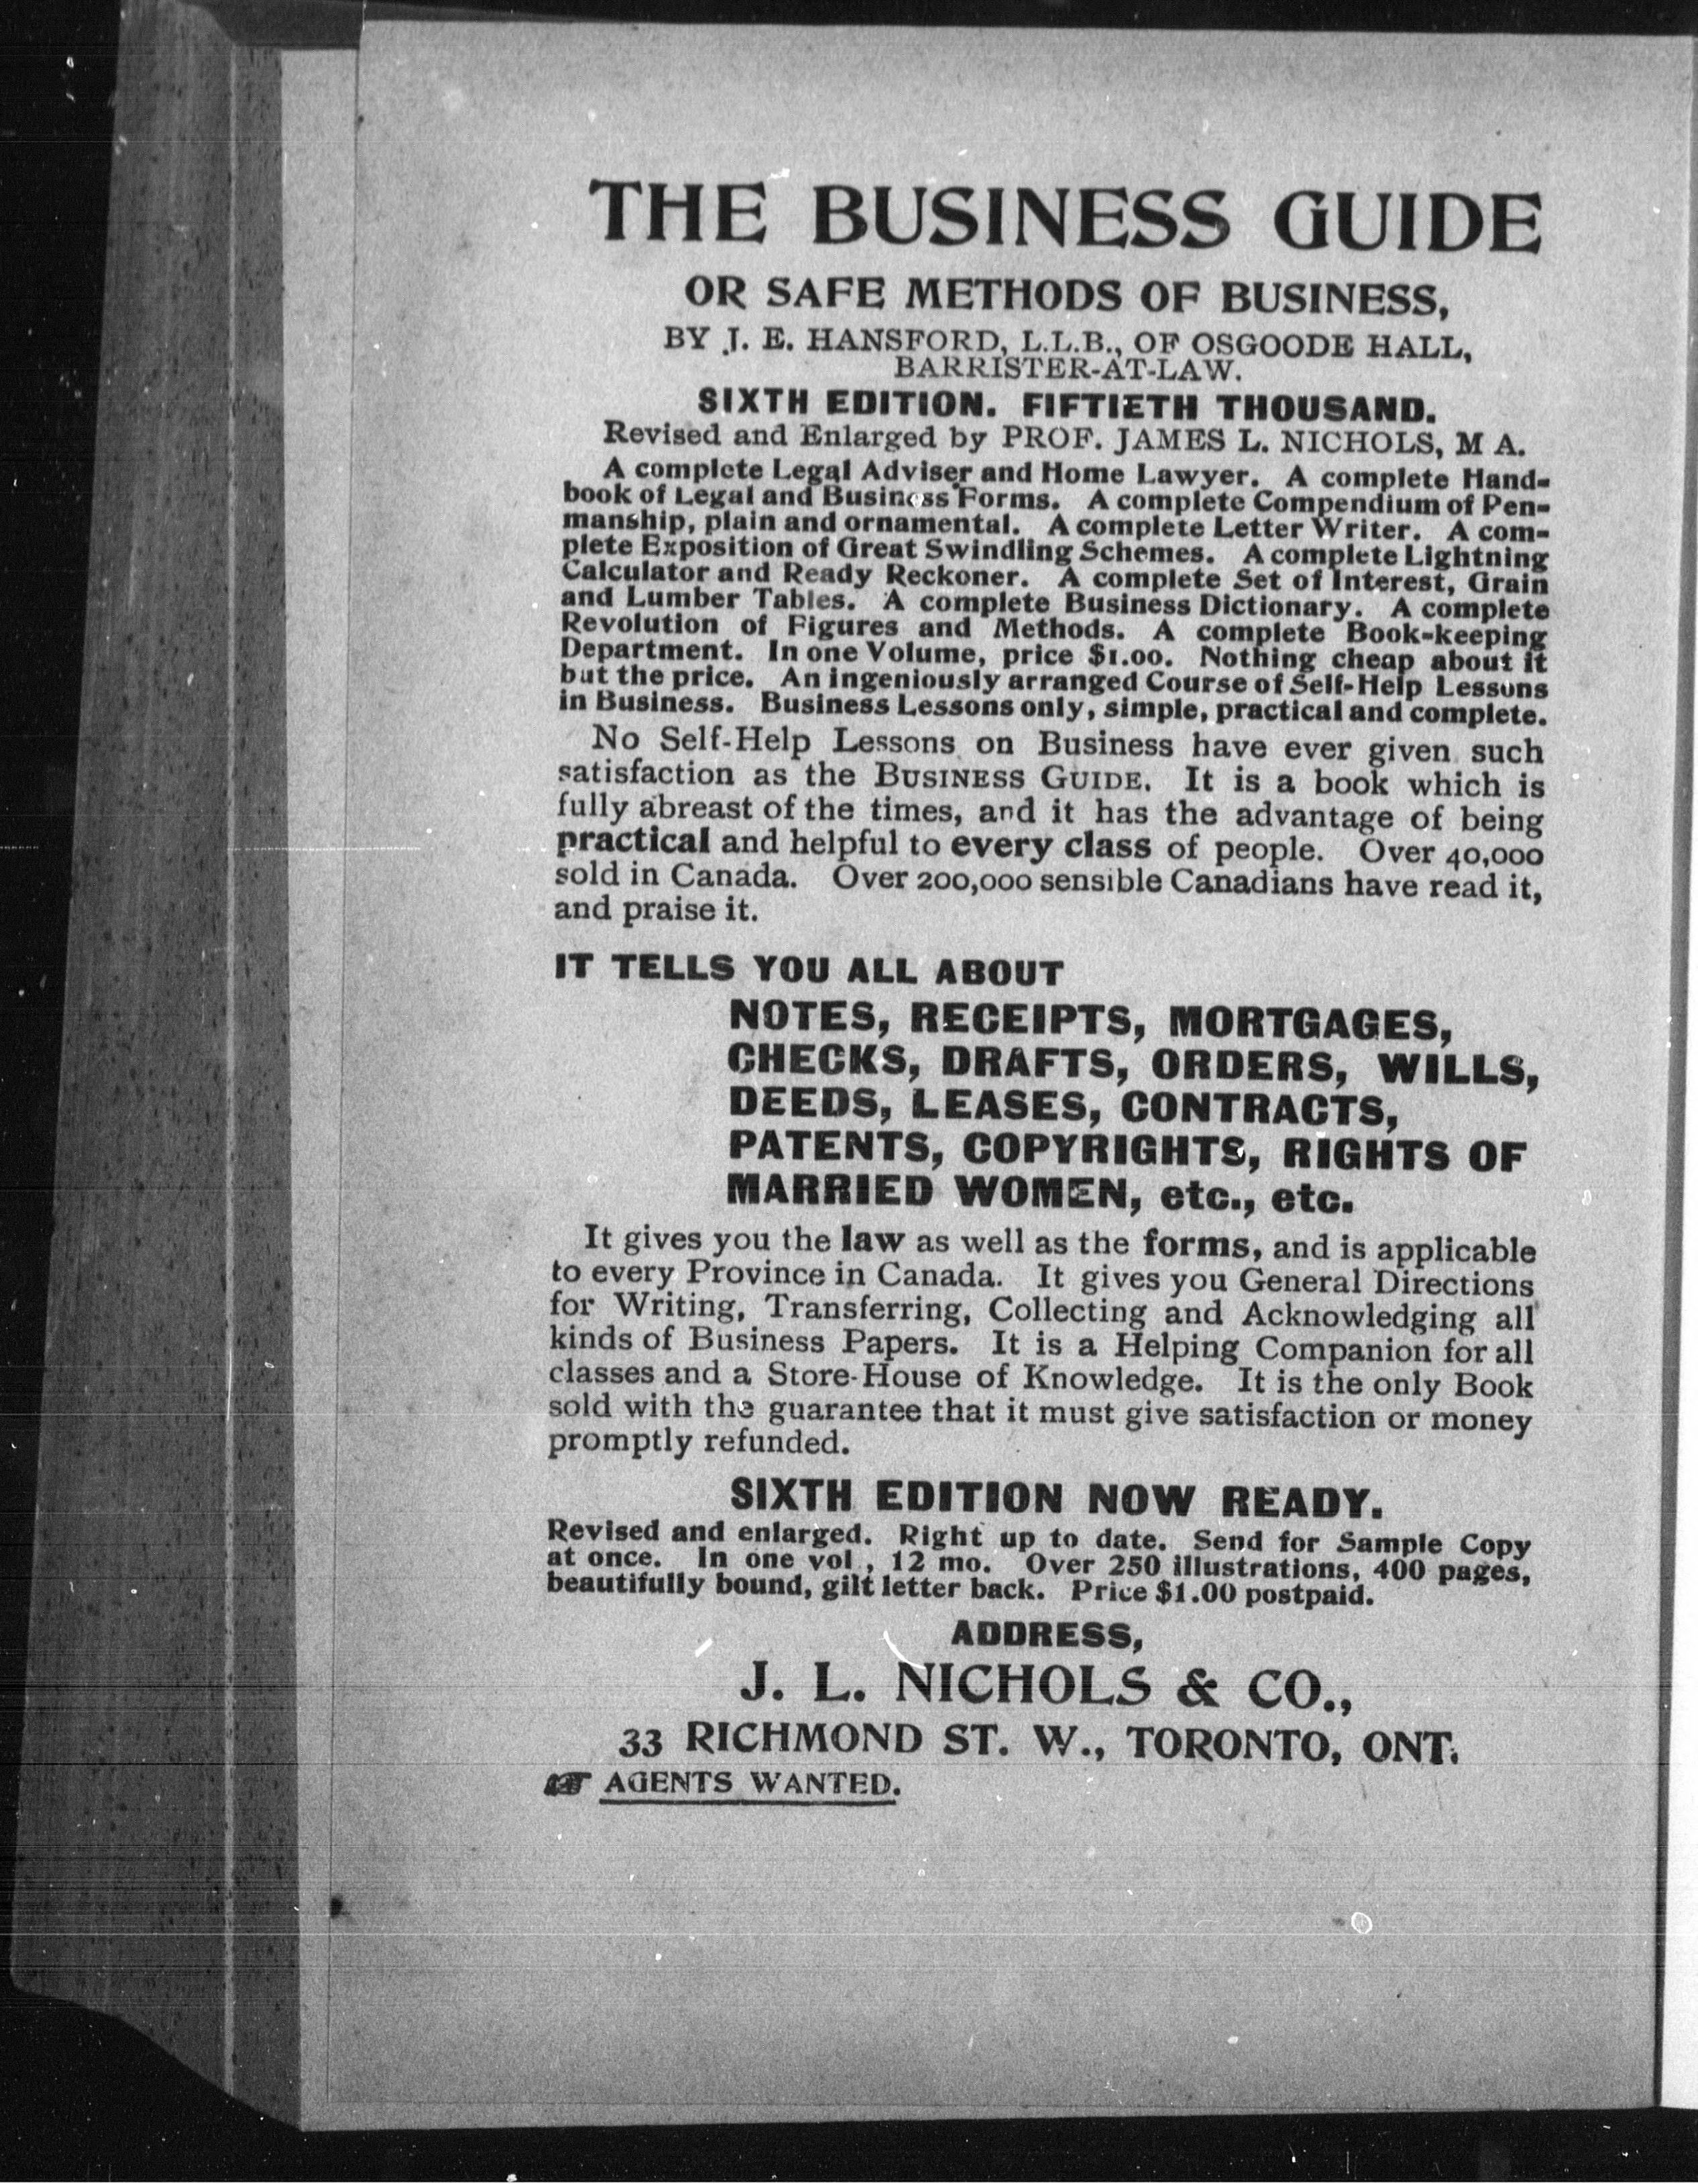 THE BUSINESS GUIDE
OR SAFE METHODS OF BUSINESS,
BY J. E. HANSFORD, L.L.B., OF OSGOODE HALL,
BARRISTER-AT-LAW.
SIXTH EDITION. FIFTIETH THOUSAND.
Revised and Enlarged by PROF. JAMES L. NICHOLS, M A.
A complete Legal Adviser and Home Lawyer. A complete Hand-
book of Legal and Business Forms. A complete Compendium of Pen-
manship, plain and ornamental. A complete Letter Writer. A com-
plete Exposition of Great Swindling Schemes. A complete Lightning
Calculator and Ready Reckoner. A complete Set of Interest, Grain
and Lumber Tables. A complete Business Dictionary. A complete
Revolution of Figures and Methods. A complete Book-keeping
Department. In one Volume, price $1.00. Nothing cheap about it
but the price. An ingeniously arranged Course of Self-Help Lessons
in Business. Business Lessons only, simple, practical and complete.
No Self-Help Lessons on Business have ever given such
satisfaction as the BUSINESS GUIDE. It is a book which is
fully abreast of the times, and it has the advantage of being
practical and helpful to every class of people. Over 40,000
sold in Canada. Over 200,000 sensible Canadians have read it,
and praise it.
IT TELLS YOU ALL ABOUT
NOTES, RECEIPTS, MORTGAGES,
CHECKS, DRAFTS, ORDERS, WILLS,
DEEDS, LEASES, CONTRACTS,
PATENTS, COPYRIGHTS, RIGHTS OF
MARRIED WOMEN, etc., etc.
It gives you the law as well as the forms, and is applicable
to every Province in Canada. It gives you General Directions
for Writing, Transferring, Collecting and Acknowledging all
kinds of Business Papers. It is a Helping Companion for all
classes and a Store-House of Knowledge. It is the only Book
sold with the guarantee that it must give satisfaction or money
promptly refunded.
SIXTH EDITION NOW READY.
Revised and enlarged. Right up to date. Send for Sample Copy
at once. In one vol , 12 mo. Over 250 illustrations, 400 pages,
beautifully bound, gilt letter back. Price $1.00 postpaid.
ADDRESS,
J. L. NICHOLS & CO.,
33 RICHMOND ST. W., TORONTO, ONT.
☞ AGENTS WANTED.